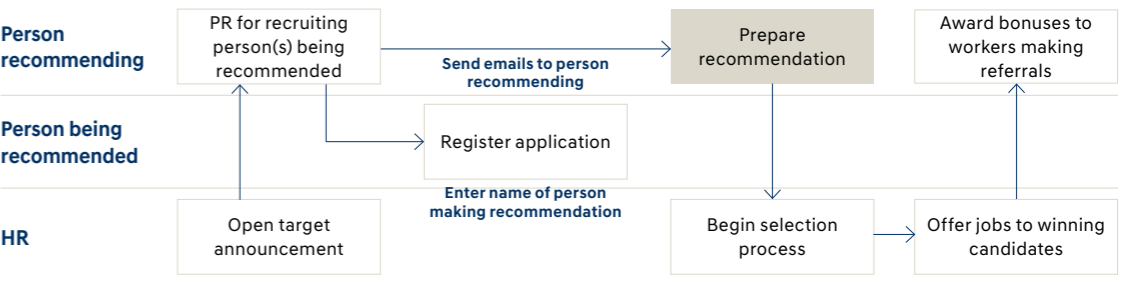 Person
recommending
PR for recruiting
person(s) being
recommended
Send emails to person
recommending
Prepare
recommendation
Award bonuses to
workers making
referrals
Person being
recommended
Register application
Enter name of person
making recommendation
HR
Open target
announcement
Begin selection
process
Offer jobs to winning
candidates